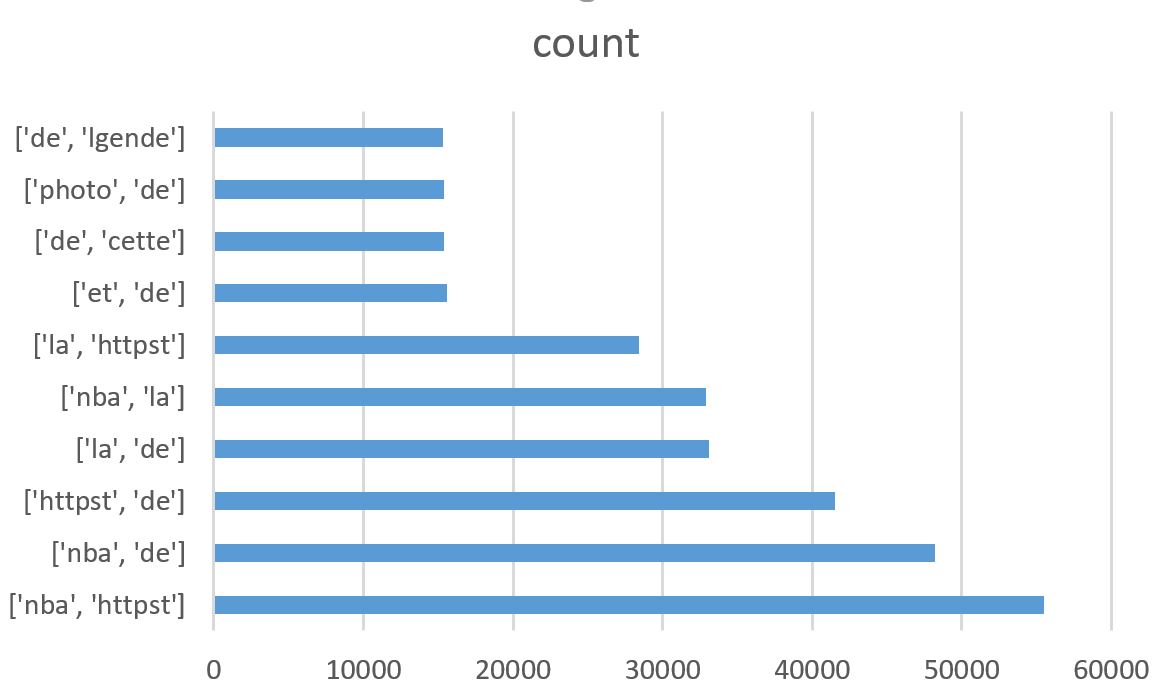 count
['de', 'lgende']
['photo', 'de']
['de', 'cette']
['et', 'de']
['la', 'httpst']
['nba', 'la']
['la', 'de']
['httpst', 'de']
['nba', 'de']
['nba', 'httpst']
0 10000 20000 30000 40000 50000 60000